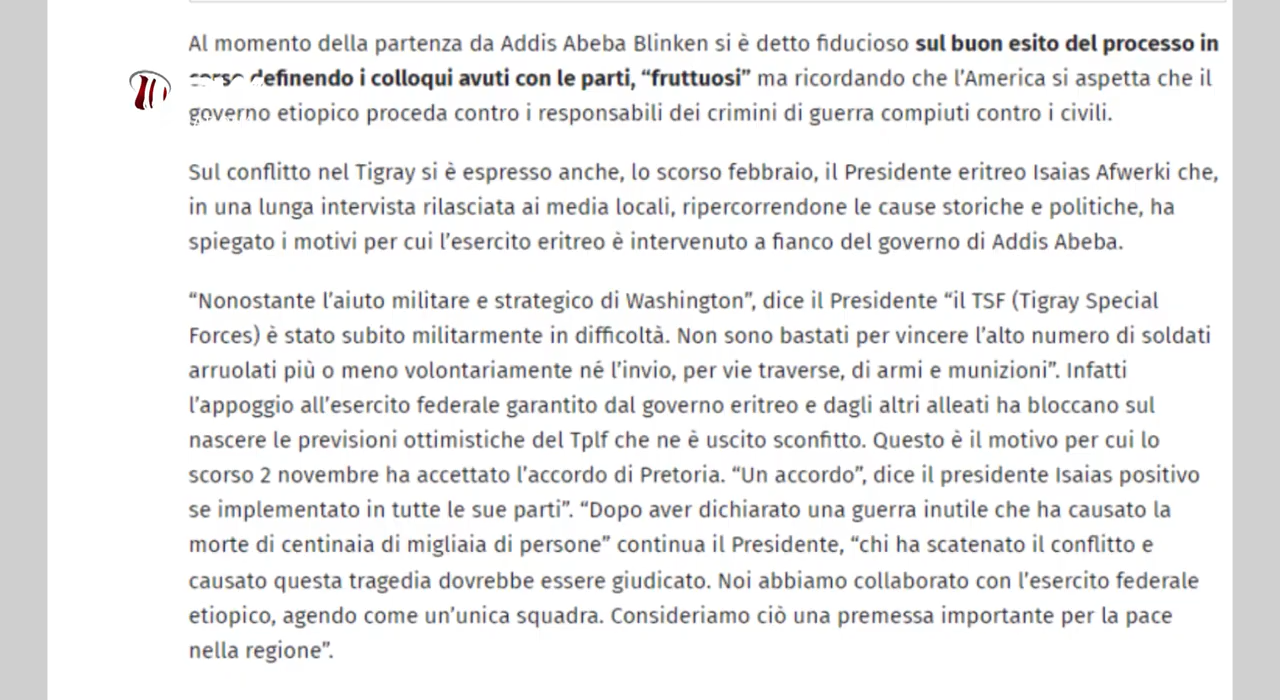 Al momento della partenza da Addis Abeba Blinken si è detto fiducioso sul buon esito del processo in
corso definendo i colloqui avuti con le parti, “fruttuosi” ma ricordando che l’America si aspetta che il
governo etiopico proceda contro i responsabili dei crimini di guerra compiuti contro i civili.
Sul conflitto nel Tigray si è espresso anche, lo scorso febbraio, il Presidente eritreo Isaias Afwerki che,
in una lunga intervista rilasciata ai media locali, ripercorrendone le cause storiche e politiche, ha
spiegato i motivi per cui l’esercito eritreo è intervenuto a fianco del governo di Addis Abeba.
“Nonostante l’aiuto militare e strategico di Washington”, dice il Presidente “il TSF (Tigray Special
Forces) è stato subito militarmente in difficoltà. Non sono bastati per vincere l’alto numero di soldati
arruolati più o meno volontariamente né l’invio, per vie traverse, di armi e munizioni”. Infatti
l’appoggio all’esercito federale garantito dal governo eritreo e dagli altri alleati ha bloccano sul
nascere le previsioni ottimistiche del Tplf che ne è uscito sconfitto. Questo è il motivo per cui lo
scorso 2 novembre ha accettato l’accordo di Pretoria. “Un accordo”, dice il presidente Isaias positivo
se implementato in tutte le sue parti”. “Dopo aver dichiarato una guerra inutile che ha causato la
morte di centinaia di migliaia di persone” continua il Presidente, “chi ha scatenato il conflitto e
causato questa tragedia dovrebbe essere giudicato. Noi abbiamo collaborato con l’esercito federale
etiopico, agendo come un’unica squadra. Consideriamo ciò una premessa importante per la pace
nella regione”.